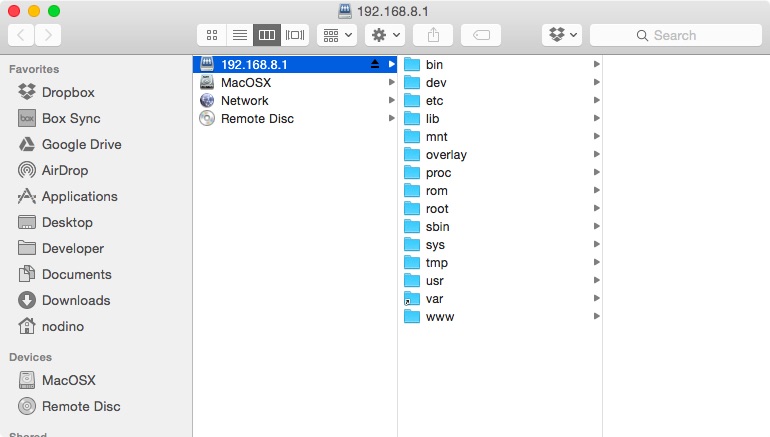 192.168.8.1
Search
Favorites
Dropbox
box
Box Sync
Google Drive
AirDrop
Applications
Desktop
Developer
Documents
Downloads
nodino
Devices
MacOSX
Remote Disc
Shared
192.168.8.1
MacOSX
Network
Remote Disc
bin
dev
etc
lib
mnt
overlay
proc
rom
root
sbin
sys
tmp
usr
var
www